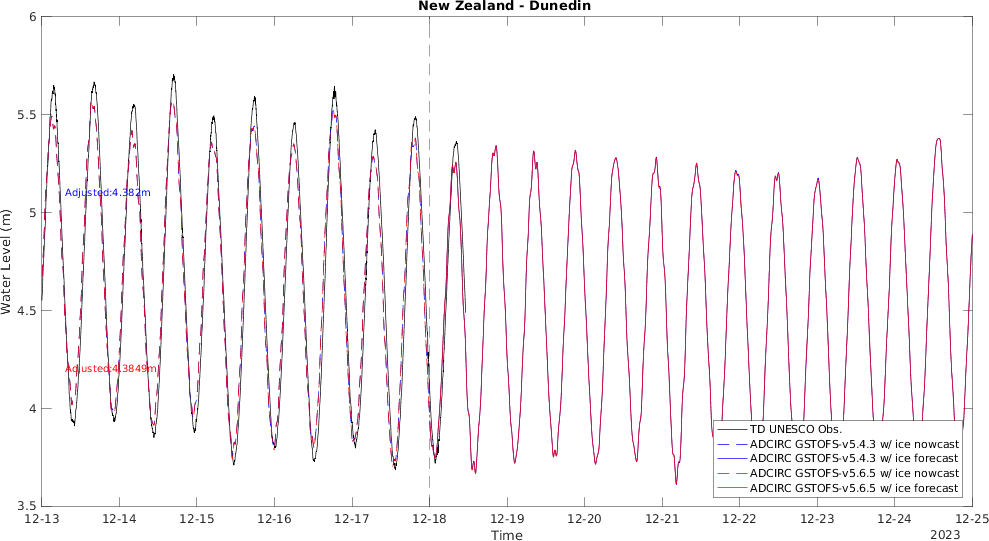 New Zealand - Dunedin
6
5.5
5
4.5
4
3.5
Water Level (m)
Adjusted:4.382m
Adjusted:4.3849m
TD UNESCO Obs.
ADCIRC GSTOFS-v5.4.3 w/ ice nowcast
ADCIRC GSTOFS-v5.4.3 w/ ice forecast
ADCIRC GSTOFS-v5.6.5 w/ ice nowcast
ADCIRC GSTOFS-v5.6.5 w/ ice forecast
12-13 12-14 12-15 12-16 12-17 12-18 12-19 12-20 12-21 12-22 12-23 12-24 12-25
Time
2023